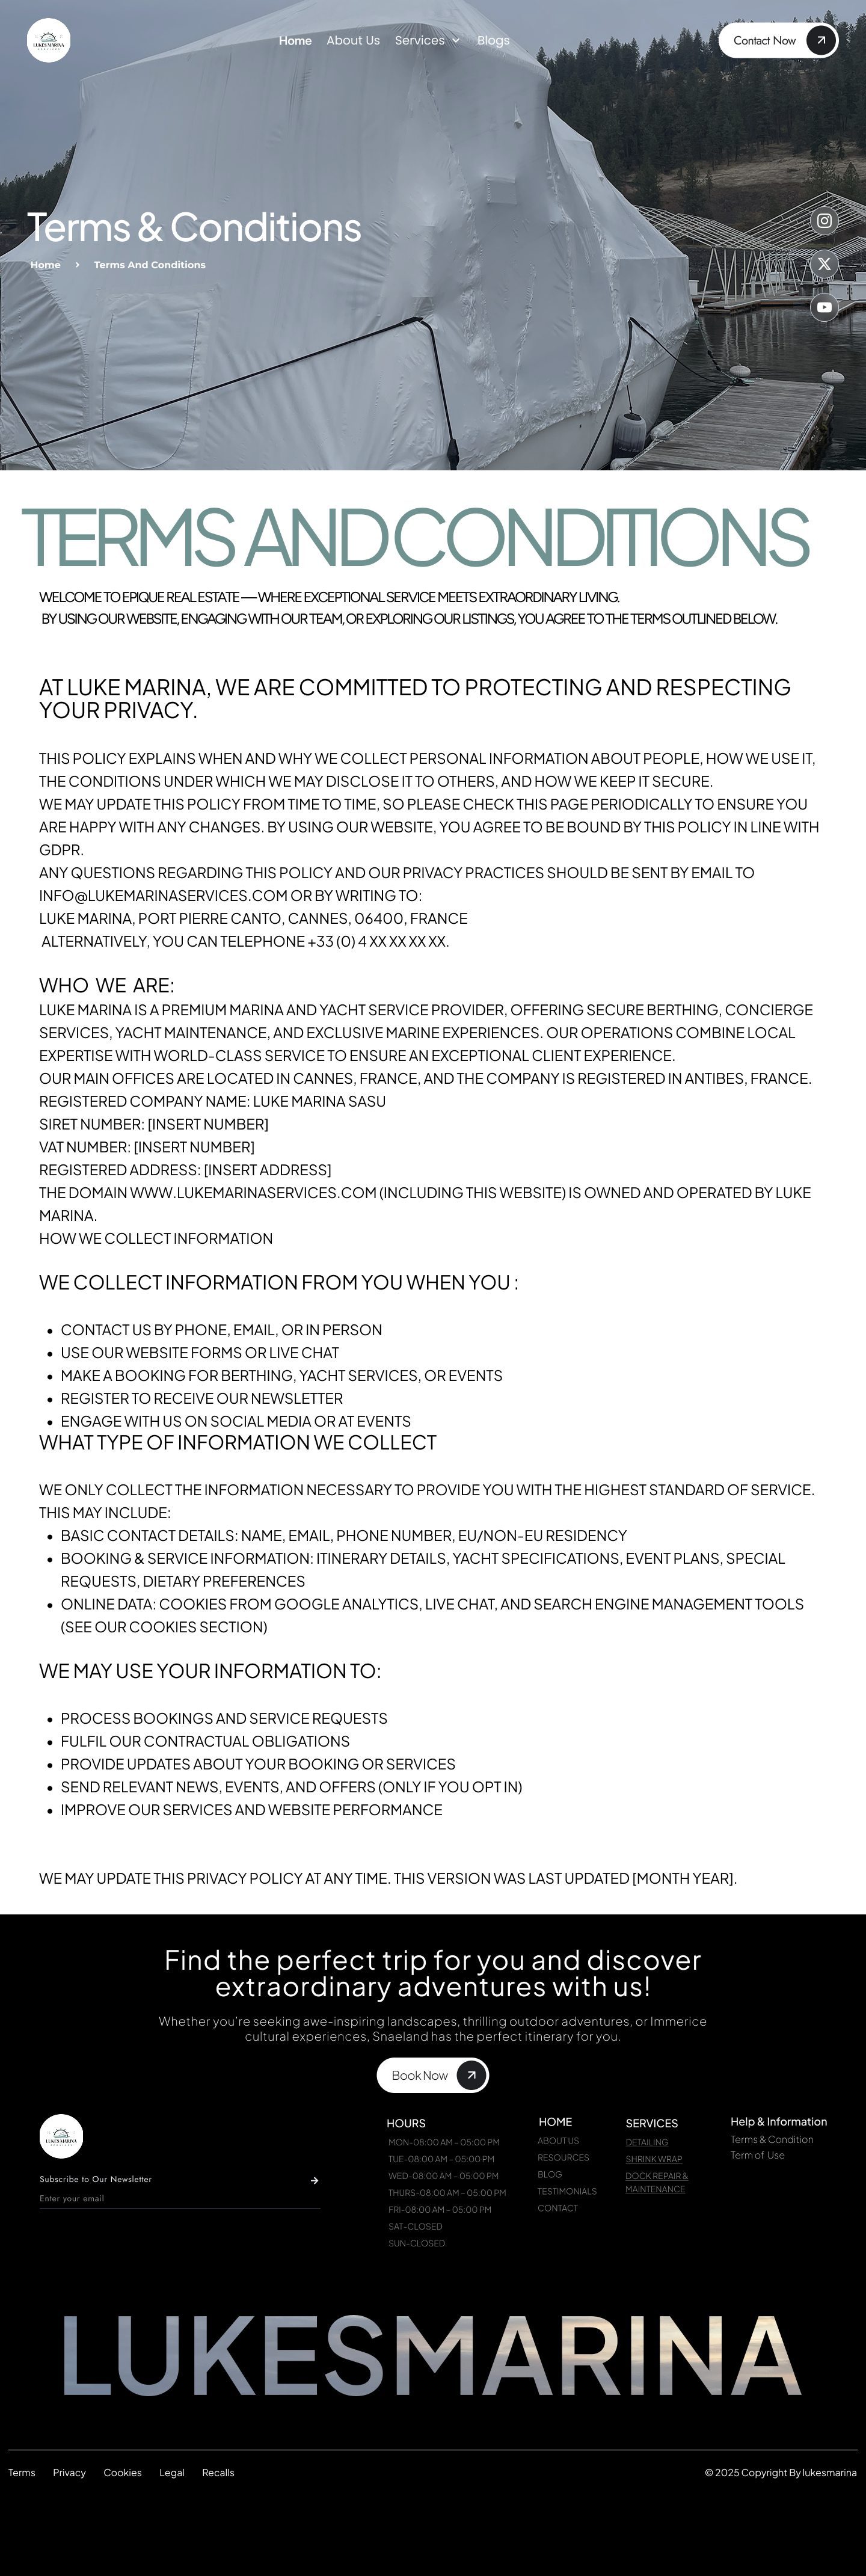 LUKESMARINA
SERVICES
Home
About Us
Services
Blogs
Contact Now
Terms & Conditions
Home > Terms And Conditions
TERMS AND CONDITIONS
WELCOME TO EPIQUE REAL ESTATE — WHERE EXCEPTIONAL SERVICE MEETS EXTRAORDINARY LIVING.
BY USING OUR WEBSITE, ENGAGING WITH OUR TEAM, OR EXPLORING OUR LISTINGS, YOU AGREE TO THE TERMS OUTLINED BELOW.
AT LUKE MARINA, WE ARE COMMITTED TO PROTECTING AND RESPECTING
YOUR PRIVACY.
THIS POLICY EXPLAINS WHEN AND WHY WE COLLECT PERSONAL INFORMATION ABOUT PEOPLE, HOW WE USE IT,
THE CONDITIONS UNDER WHICH WE MAY DISCLOSE IT TO OTHERS, AND HOW WE KEEP IT SECURE.
WE MAY UPDATE THIS POLICY FROM TIME TO TIME, SO PLEASE CHECK THIS PAGE PERIODICALLY TO ENSURE YOU
ARE HAPPY WITH ANY CHANGES. BY USING OUR WEBSITE, YOU AGREE TO BE BOUND BY THIS POLICY IN LINE WITH
GDPR.
ANY QUESTIONS REGARDING THIS POLICY AND OUR PRIVACY PRACTICES SHOULD BE SENT BY EMAIL TO
INFO@LUKEMARINASERVICES.COM OR BY WRITING TO:
LUKE MARINA, PORT PIERRE CANTO, CANNES, 06400, FRANCE
ALTERNATIVELY, YOU CAN TELEPHONE +33 (0) 4 XX XX XX XX.
WHO WE ARE:
LUKE MARINA IS A PREMIUM MARINA AND YACHT SERVICE PROVIDER, OFFERING SECURE BERTHING, CONCIERGE
SERVICES, YACHT MAINTENANCE, AND EXCLUSIVE MARINE EXPERIENCES. OUR OPERATIONS COMBINE LOCAL
EXPERTISE WITH WORLD-CLASS SERVICE TO ENSURE AN EXCEPTIONAL CLIENT EXPERIENCE.
OUR MAIN OFFICES ARE LOCATED IN CANNES, FRANCE, AND THE COMPANY IS REGISTERED IN ANTIBES, FRANCE.
REGISTERED COMPANY NAME: LUKE MARINA SASU
SIRET NUMBER: [INSERT NUMBER]
VAT NUMBER: [INSERT NUMBER]
REGISTERED ADDRESS: [INSERT ADDRESS]
THE DOMAIN WWW.LUKEMARINASERVICES.COM (INCLUDING THIS WEBSITE) IS OWNED AND OPERATED BY LUKE
MARINA.
HOW WE COLLECT INFORMATION
WE COLLECT INFORMATION FROM YOU WHEN YOU :
• CONTACT US BY PHONE, EMAIL, OR IN PERSON
• USE OUR WEBSITE FORMS OR LIVE CHAT
• MAKE A BOOKING FOR BERTHING, YACHT SERVICES, OR EVENTS
• REGISTER TO RECEIVE OUR NEWSLETTER
• ENGAGE WITH US ON SOCIAL MEDIA OR AT EVENTS
WHAT TYPE OF INFORMATION WE COLLECT
WE ONLY COLLECT THE INFORMATION NECESSARY TO PROVIDE YOU WITH THE HIGHEST STANDARD OF SERVICE.
THIS MAY INCLUDE:
• BASIC CONTACT DETAILS: NAME, EMAIL, PHONE NUMBER, EU/NON-EU RESIDENCY
• BOOKING & SERVICE INFORMATION: ITINERARY DETAILS, YACHT SPECIFICATIONS, EVENT PLANS, SPECIAL
REQUESTS, DIETARY PREFERENCES
• ONLINE DATA: COOKIES FROM GOOGLE ANALYTICS, LIVE CHAT, AND SEARCH ENGINE MANAGEMENT TOOLS
(SEE OUR COOKIES SECTION)
WE MAY USE YOUR INFORMATION TO:
• PROCESS BOOKINGS AND SERVICE REQUESTS
• FULFIL OUR CONTRACTUAL OBLIGATIONS
• PROVIDE UPDATES ABOUT YOUR BOOKING OR SERVICES
• SEND RELEVANT NEWS, EVENTS, AND OFFERS (ONLY IF YOU OPT IN)
• IMPROVE OUR SERVICES AND WEBSITE PERFORMANCE
WE MAY UPDATE THIS PRIVACY POLICY AT ANY TIME. THIS VERSION WAS LAST UPDATED [MONTH YEAR].
Find the perfect trip for you and discover
extraordinary adventures with us!
Whether you're seeking awe-inspiring landscapes, thrilling outdoor adventures, or Immerice
cultural experiences, Snaeland has the perfect itinerary for you.
Book Now
LUKESMARINA
SERVICES
Subscribe to Our Newsletter
Enter your email
HOURS
MON-08:00 AM – 05:00 PM
TUE-08:00 AM – 05:00 PM
WED-08:00 AM – 05:00 PM
THURS-08:00 AM – 05:00 PM
FRI-08:00 AM – 05:00 PM
SAT-CLOSED
SUN-CLOSED
HOME
ABOUT US
RESOURCES
BLOG
TESTIMONIALS
CONTACT
SERVICES
DETAILING
SHRINK WRAP
DOCK REPAIR &
MAINTENANCE
Help & Information
Terms & Condition
Term of Use
LUKESMARINA
Terms
Privacy
Cookies
Legal
Recalls
© 2025 Copyright By lukesmarina